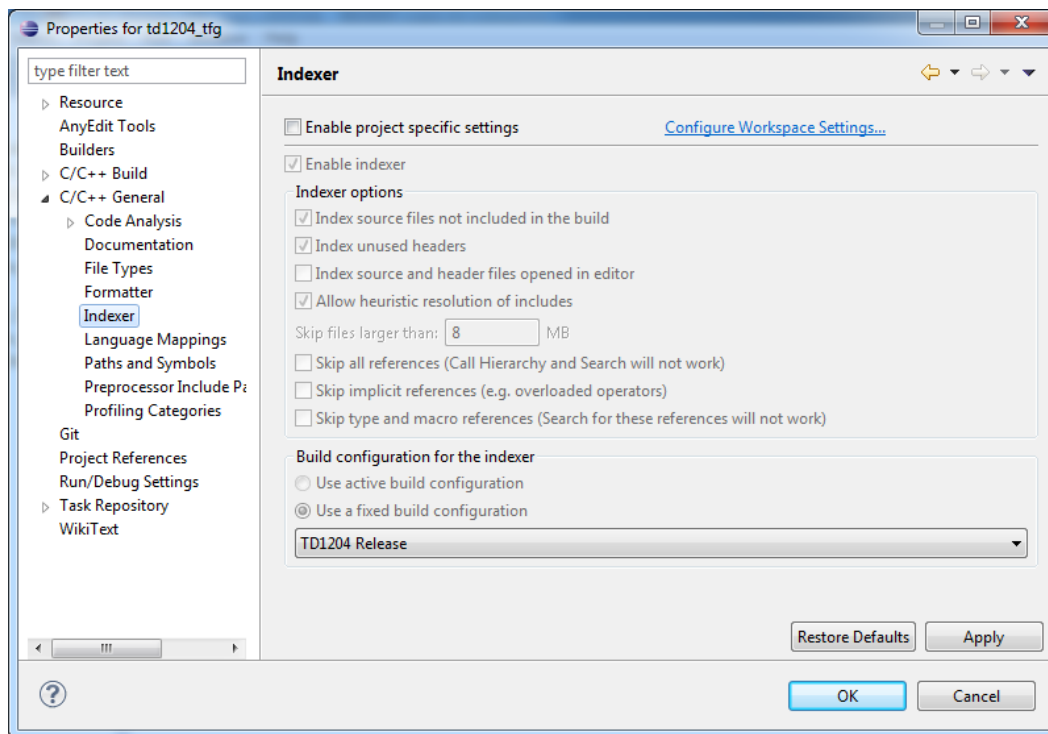 Properties for td1204_tfg
type filter text
Resource
AnyEdit Tools
Builders
C/C++ Build
C/C++ General
Code Analysis
Documentation
File Types
Formatter
Indexer
Language Mappings
Paths and Symbols
Preprocessor Include Pa
Profiling Categories
Git
Project References
Run/Debug Settings
Task Repository
WikiText
Indexer
Enable project specific settings
Configure Workspace Settings...
Enable indexer
Indexer options
Index source files not included in the build
Index unused headers
Index source and header files opened in editor
Allow heuristic resolution of includes
Skip files larger than: 8 MB
Skip all references (Call Hierarchy and Search will not work)
Skip implicit references (e.g. overloaded operators)
Skip type and macro references (Search for these references will not work)
Build configuration for the indexer
Use active build configuration
Use a fixed build configuration
TD1204 Release
Restore Defaults
Apply
OK
Cancel